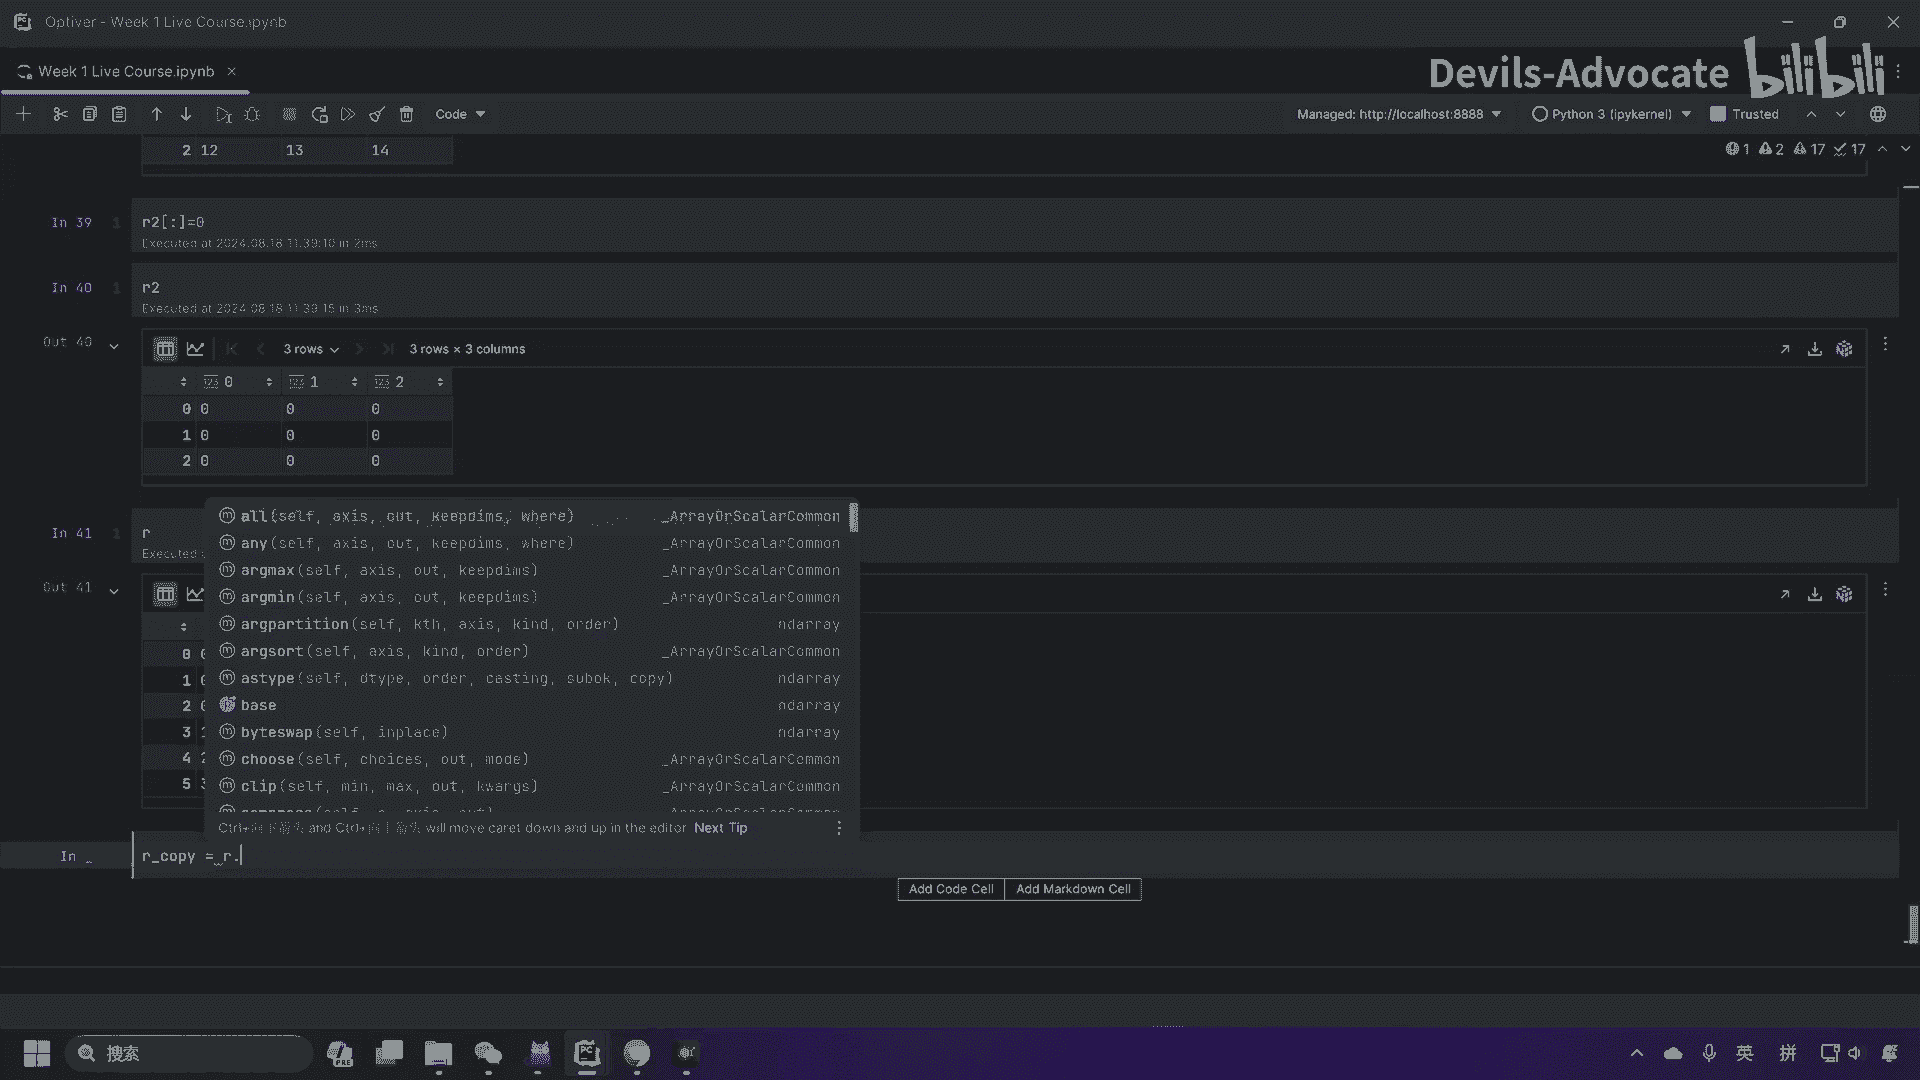 Optiver - Week 1 Live Course.ipynb
Week 1 Live Course.ipynb
Devils-Advocate bilibili
Code
Managed: http://localhost:8888
Python 3 (ipykernel)
Trusted
2 12 13 14
1 2 17 17
In 39 1 r2[:]=0
Executed at 2024.08.18 11:39:10 in 2ms
In 40 1 r2
Executed at 2024.08.18 11:39:15 in 3ms
Out 40 3 rows 3 rows × 3 columns
0 1 2
0 0 0 0
1 0 0 0
2 0 0 0
In 41 1 r
Executed
Out 41
0
1
2
3
4
5
all(self, axis, out, keepdims, where) _ArrayOrScalarCommon
any(self, axis, out, keepdims, where) _ArrayOrScalarCommon
argmax(self, axis, out, keepdims) _ArrayOrScalarCommon
argmin(self, axis, out, keepdims) _ArrayOrScalarCommon
argpartition(self, kth, axis, kind, order) ndarray
argsort(self, axis, kind, order) _ArrayOrScalarCommon
astype(self, dtype, order, casting, subok, copy) ndarray
base ndarray
byteswap(self, inplace) ndarray
choose(self, choices, out, mode) _ArrayOrScalarCommon
clip(self, min, max, out, kwargs) _ArrayOrScalarCommon
and will move caret down and up in the editor Next Tip
In _ r_copy = r.
Add Code Cell Add Markdown Cell
搜索
英 拼